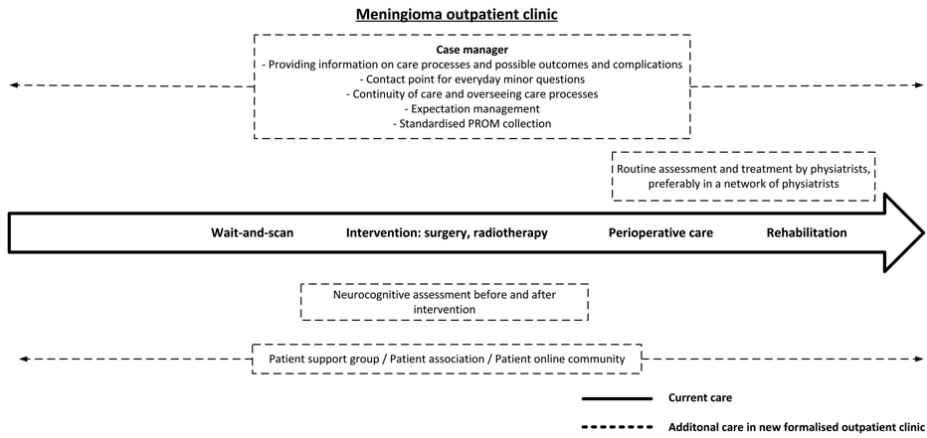 Meningioma outpatient clinic
Case manager
- Providing information on care processes and possible outcomes and complications
- Contact point for everyday minor questions
- Continuity of care and overseeing care processes
- Expectation management
- Standardised PROM collection
Routine assessment and treatment by physiatrists,
preferably in a network of physiatrists
Wait-and-scan
Intervention: surgery, radiotherapy
Perioperative care
Rehabilitation
Neurocognitive assessment before and after
intervention
Patient support group / Patient association / Patient online community
Current care
Additonal care in new formalised outpatient clinic